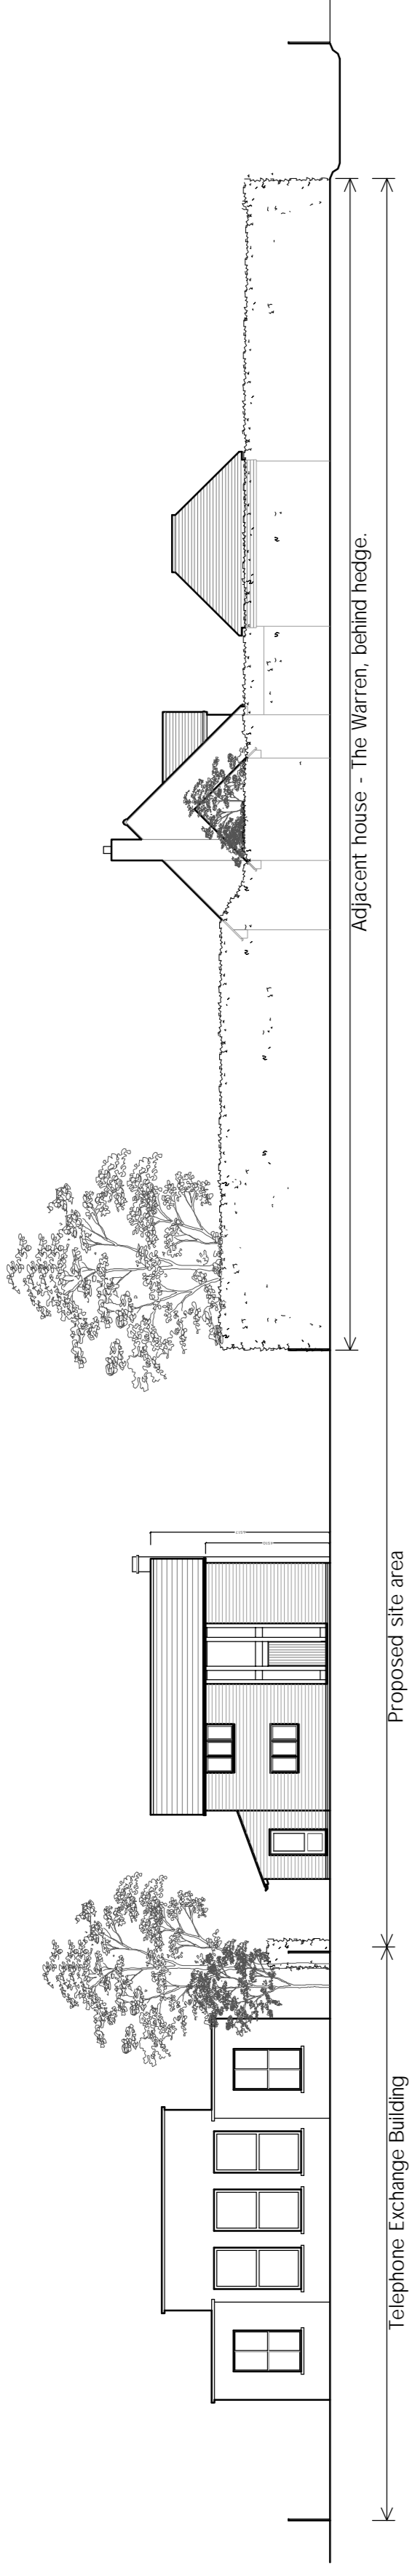 Telephone Exchange Building
Proposed site area
Adjacent house - The Warren, behind hedge.